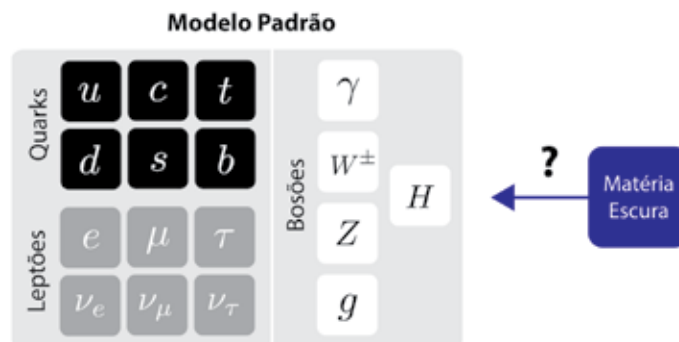 Modelo Padrão
Quarks
u c t
d s b
Leptões
e μ τ
νe νμ ντ
Bosões
γ
W±
Z
g
H
?
Matéria
Escura